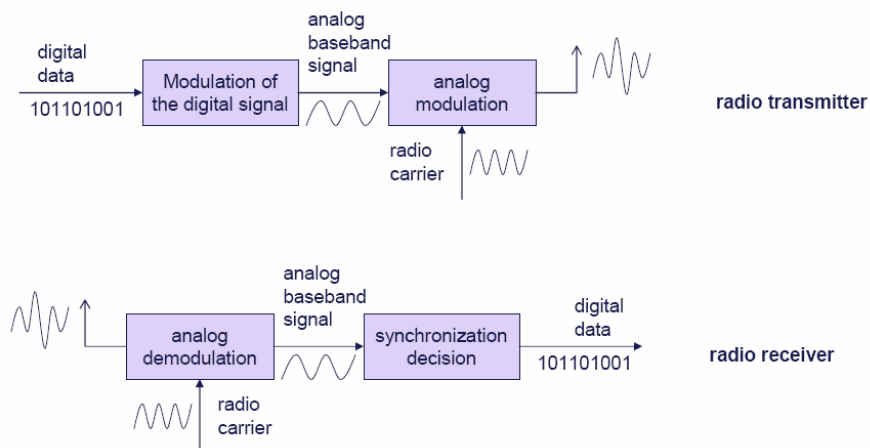 digital
data
101101001
Modulation of
the digital signal
analog
baseband
signal
analog
modulation
radio
carrier
radio transmitter
analog
demodulation
radio
carrier
analog
baseband
signal
synchronization
decision
digital
data
101101001
radio receiver